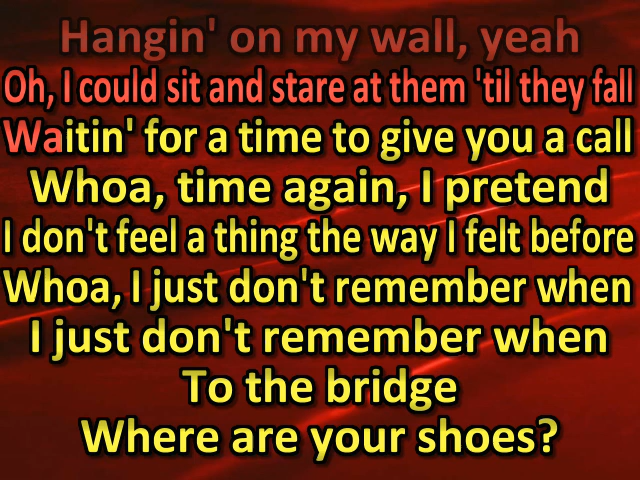 Hangin' on my wall, yeah
Oh, I could sit and stare at them 'til they fall
Waitin' for a time to give you a call
Whoa, time again, I pretend
I don't feel a thing the way I felt before
Whoa, I just don't remember when
I just don't remember when
To the bridge
Where are your shoes?